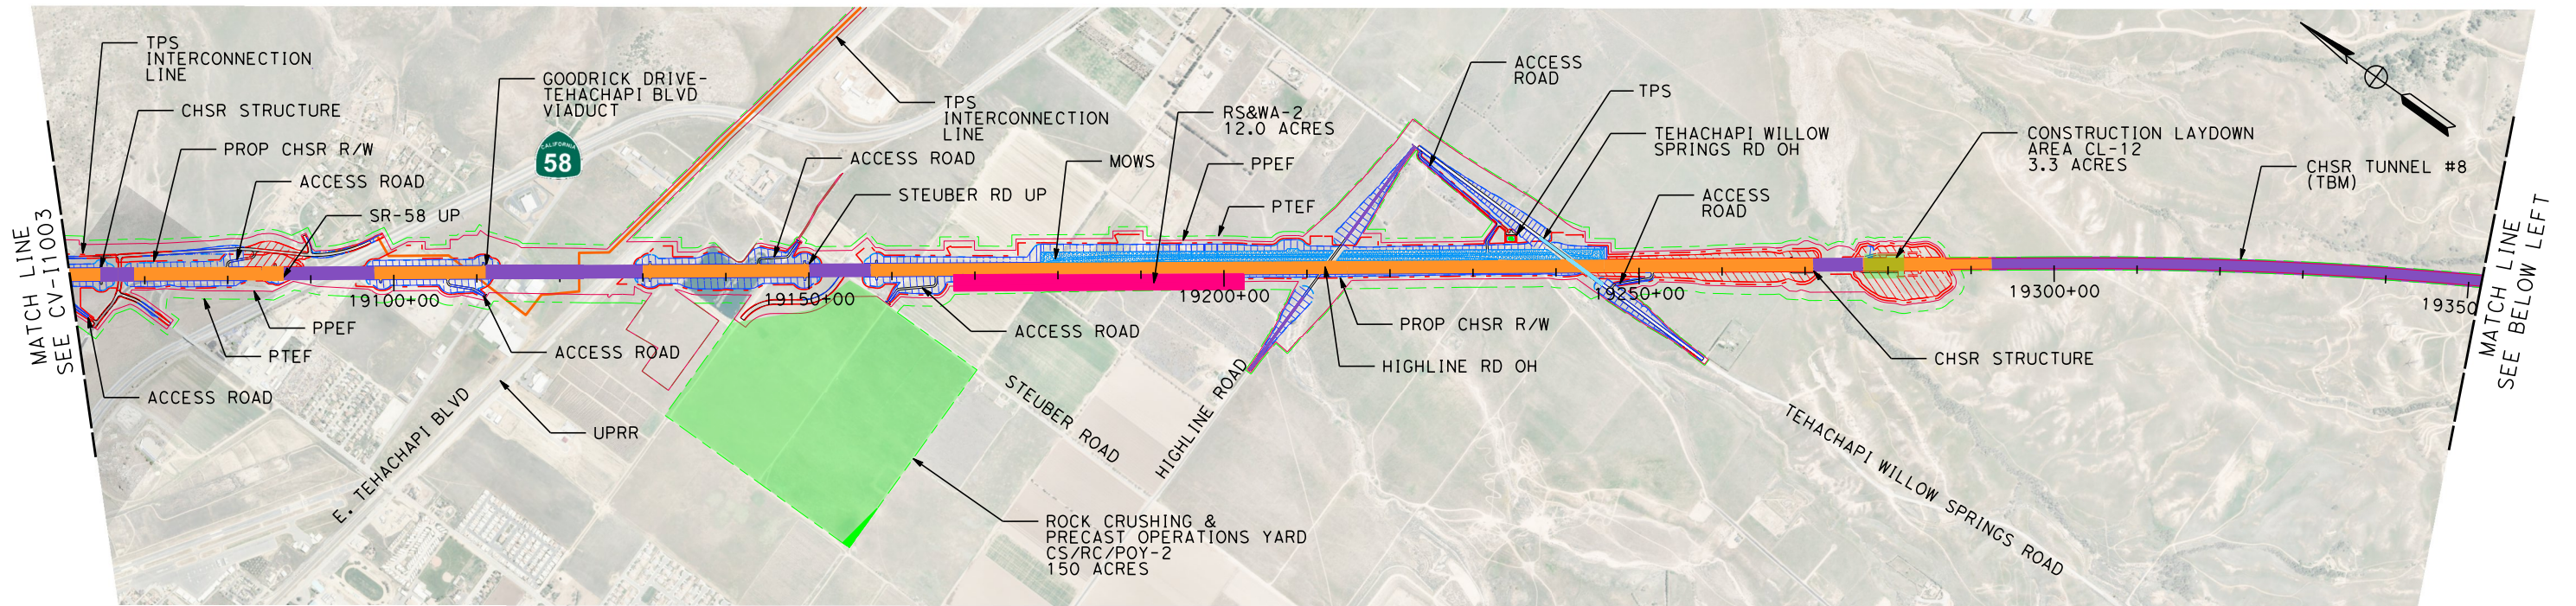 TPS
INTERCONNECTION
LINE
CHSR STRUCTURE
PROP CHSR R/W
ACCESS ROAD
SR-58 UP
GOODRICK DRIVE-
TEHACHAPI BLVD
VIADUCT
CALIFORNIA
58
TPS
INTERCONNECTION
LINE
ACCESS ROAD
STEUBER RD UP
MOWS
RS&WA-2
12.0 ACRES
PPEF
PTEF
ACCESS
ROAD
TPS
TEHACHAPI WILLOW
SPRINGS RD OH
ACCESS
ROAD
CONSTRUCTION LAYDOWN
AREA CL-12
3.3 ACRES
CHSR TUNNEL #8
(TBM)
MATCH LINE
SEE CV-I1003
19100+00
19150+00
19200+00
19250+00
19300+00
19350
MATCH LINE
SEE BELOW LEFT
PPEF
PTEF
ACCESS ROAD
ACCESS ROAD
UPRR
E. TEHACHAPI BLVD
ACCESS ROAD
STEUBER ROAD
HIGHLINE ROAD
PROP CHSR R/W
HIGHLINE RD OH
CHSR STRUCTURE
TEHACHAPI WILLOW SPRINGS ROAD
ROCK CRUSHING &
PRECAST OPERATIONS YARD
CS/RC/POY-2
150 ACRES